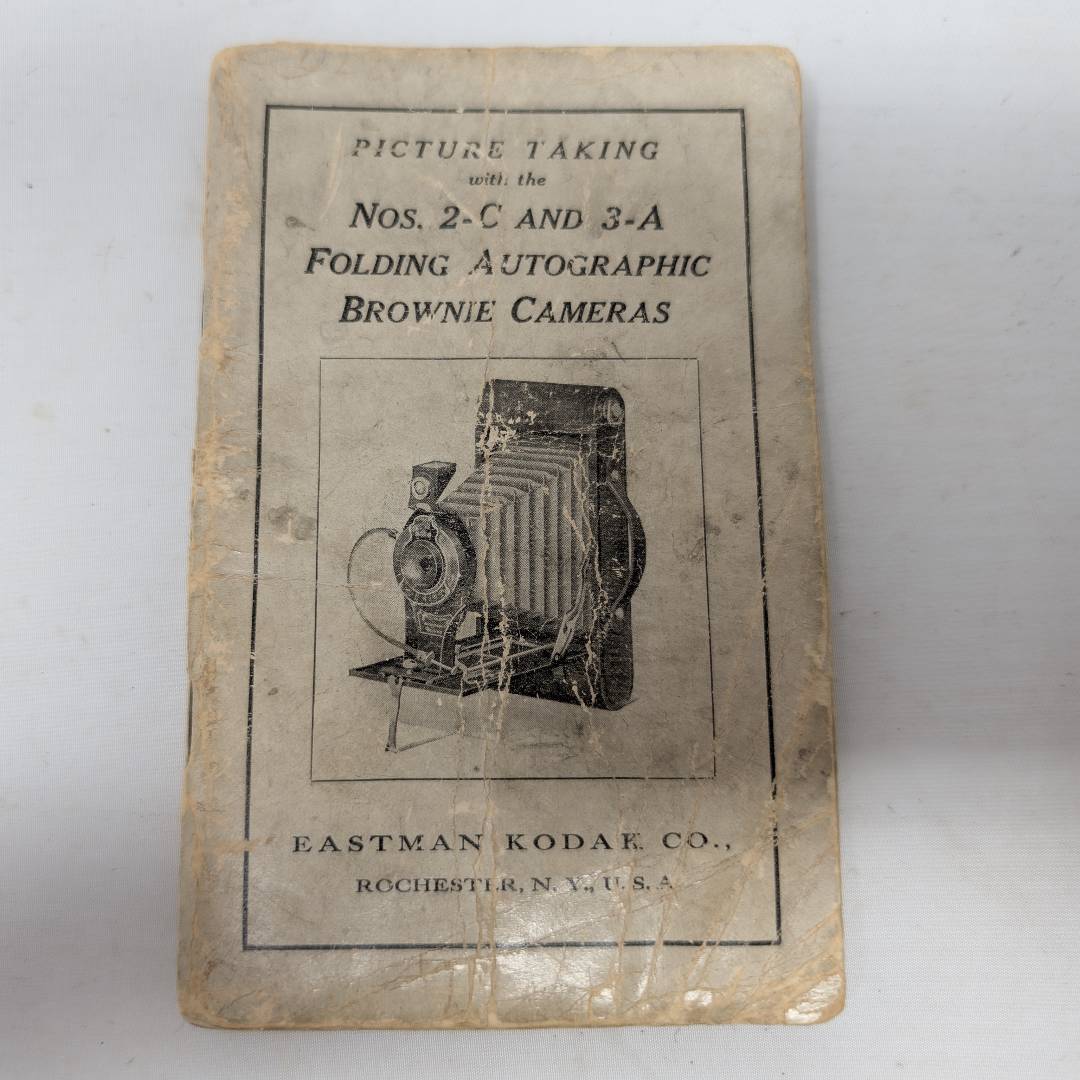 PICTURE TAKING
with the
NOS. 2-C AND 3-A
FOLDING AUTOGRAPHIC
BROWNIE CAMERAS
EASTMAN KODAK CO.,
ROCHESTER, N. Y., U. S. A